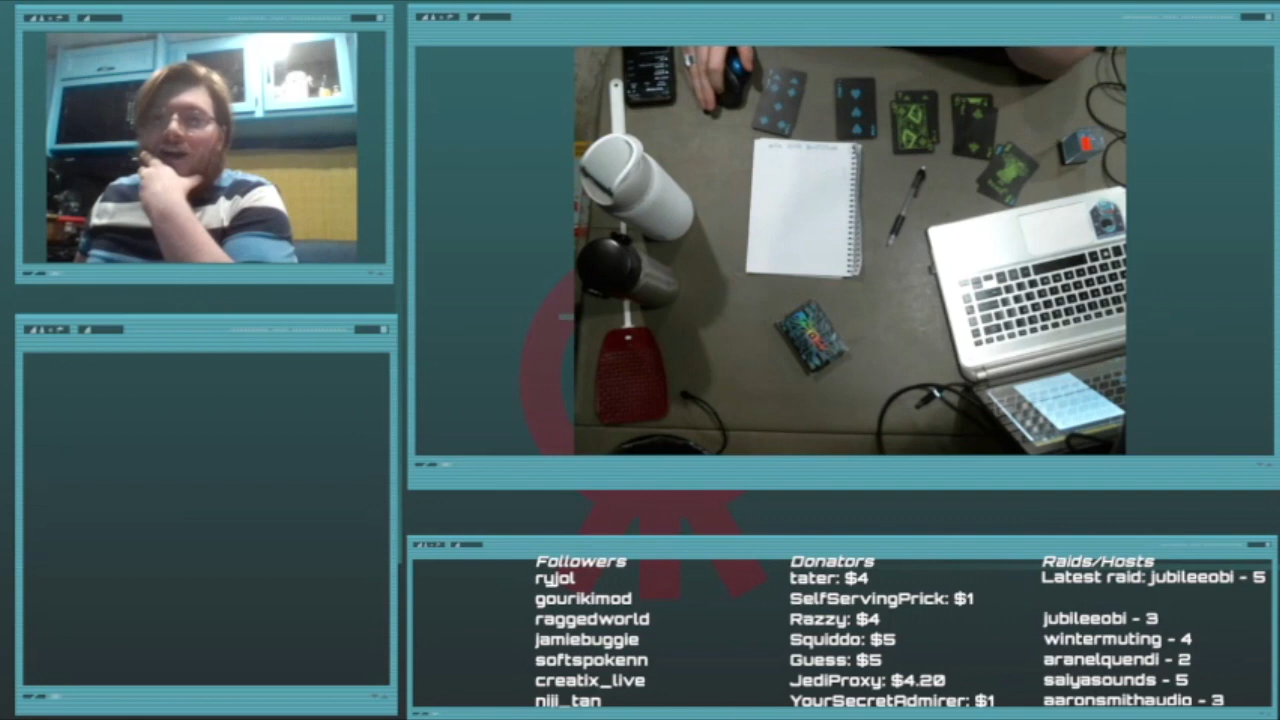 Followers
ryjol
gourikimod
raggedworld
jamiebuggie
softspokenn
creatix_live
niji_tan
Donators
tater: $4
SelfServingPrick: $1
Razzy: $4
Squiddo: $5
Guess: $5
JediProxy: $4.20
YourSecretAdmirer: $1
Raids/Hosts
Latest raid: jubileeobi - 5
jubileeobi - 3
wintermuting - 4
aranelquendi - 2
saiyasounds - 5
aaronsmithaudio - 3